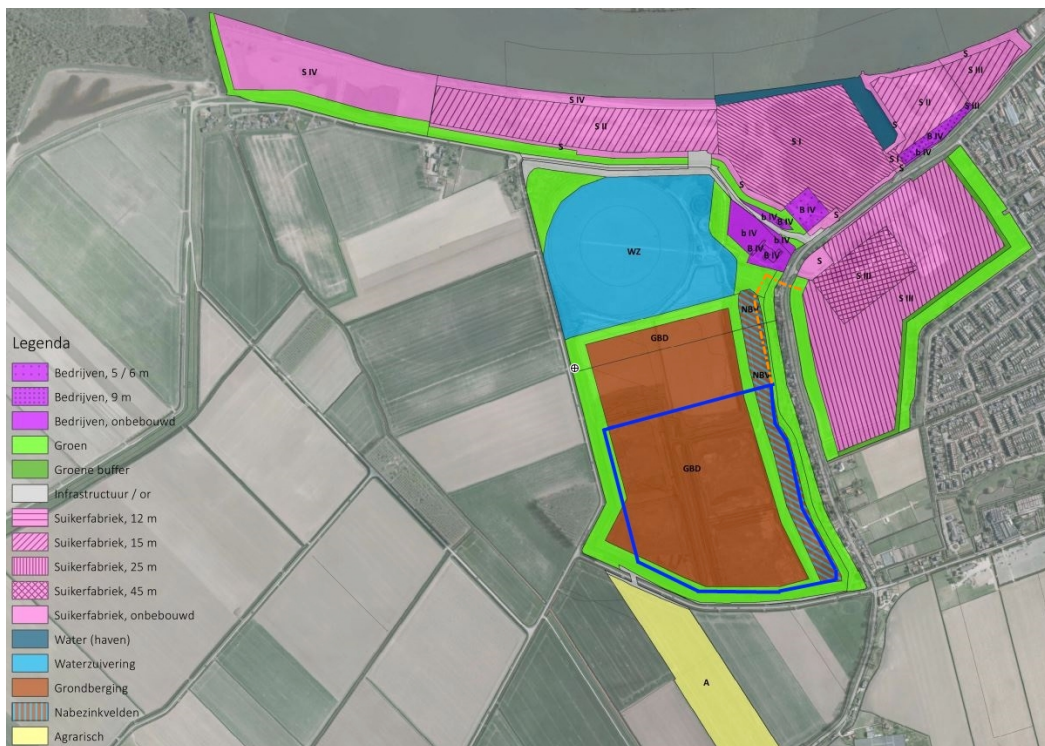 S
S III
S IV
S IV
S II
S II
S III
S
S I
B IV
b IV
S I
S
S
S
S
B IV
b IV
B IV
b IV
b IV
B IV
B IV
WZ
S
S III
S III
NBV
GBD
NBV
GBD
A
Legenda
Bedrijven, 5 / 6 m
Bedrijven, 9 m
Bedrijven, onbebouwd
Groen
Groene buffer
Infrastructuur / or
Suikerfabriek, 12 m
Suikerfabriek, 15 m
Suikerfabriek, 25 m
Suikerfabriek, 45 m
Suikerfabriek, onbebouwd
Water (haven)
Waterzuivering
Grondberging
Nabezinkvelden
Agrarisch